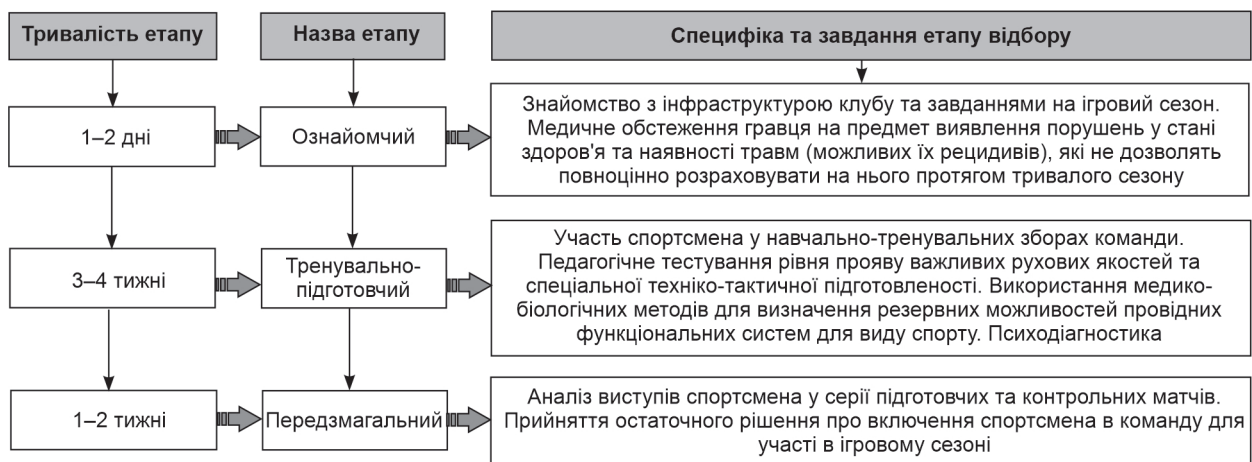 Тривалість етапу
Назва етапу
Специфіка та завдання етапу відбору
1–2 дні
Ознайомчий
Знайомство з інфраструктурою клубу та завданнями на ігровий сезон.
Медичне обстеження гравця на предмет виявлення порушень у стані
здоров'я та наявності травм (можливих їх рецидивів), які не дозволять
повноцінно розраховувати на нього протягом тривалого сезону
3–4 тижні
Тренувально-
підготовчий
Участь спортсмена у навчально-тренувальних зборах команди.
Педагогічне тестування рівня прояву важливих рухових якостей та
спеціальної техніко-тактичної підготовленості. Використання медико-
біологічних методів для визначення резервних можливостей провідних
функціональних систем для виду спорту. Психодіагностика
1–2 тижні
Передзмагальний
Аналіз виступів спортсмена у серії підготовчих та контрольних матчів.
Прийняття остаточного рішення про включення спортсмена в команду для
участі в ігровому сезоні